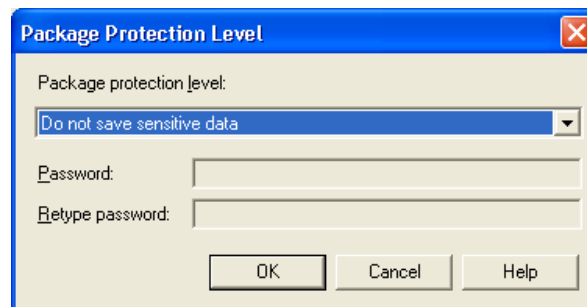 Package Protection Level
Package protection level:
Do not save sensitive data
Password:
Retype password:
OK Cancel Help